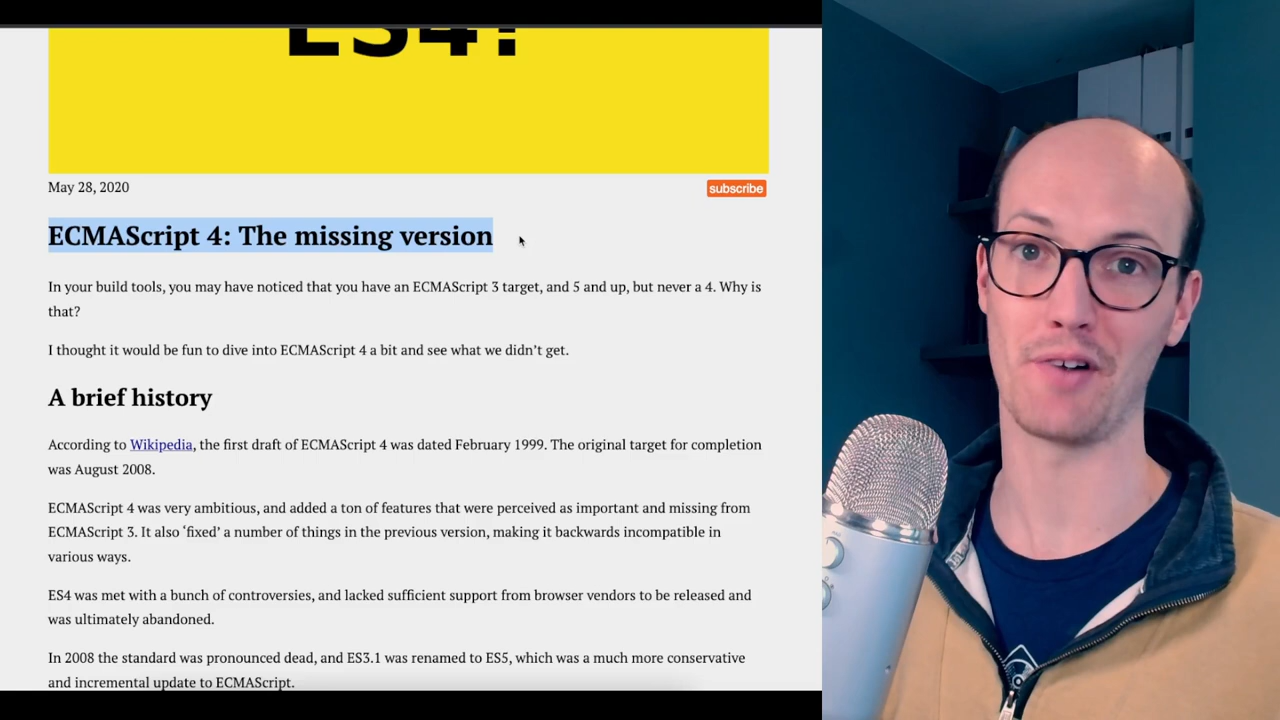 ES4?
May 28, 2020
subscribe
ECMAScript 4: The missing version
In your build tools, you may have noticed that you have an ECMAScript 3 target, and 5 and up, but never a 4. Why is
that?
I thought it would be fun to dive into ECMAScript 4 a bit and see what we didn’t get.
A brief history
According to Wikipedia, the first draft of ECMAScript 4 was dated February 1999. The original target for completion
was August 2008.
ECMAScript 4 was very ambitious, and added a ton of features that were perceived as important and missing from
ECMAScript 3. It also ‘fixed’ a number of things in the previous version, making it backwards incompatible in
various ways.
ES4 was met with a bunch of controversies, and lacked sufficient support from browser vendors to be released and
was ultimately abandoned.
In 2008 the standard was pronounced dead, and ES3.1 was renamed to ES5, which was a much more conservative
and incremental update to ECMAScript.